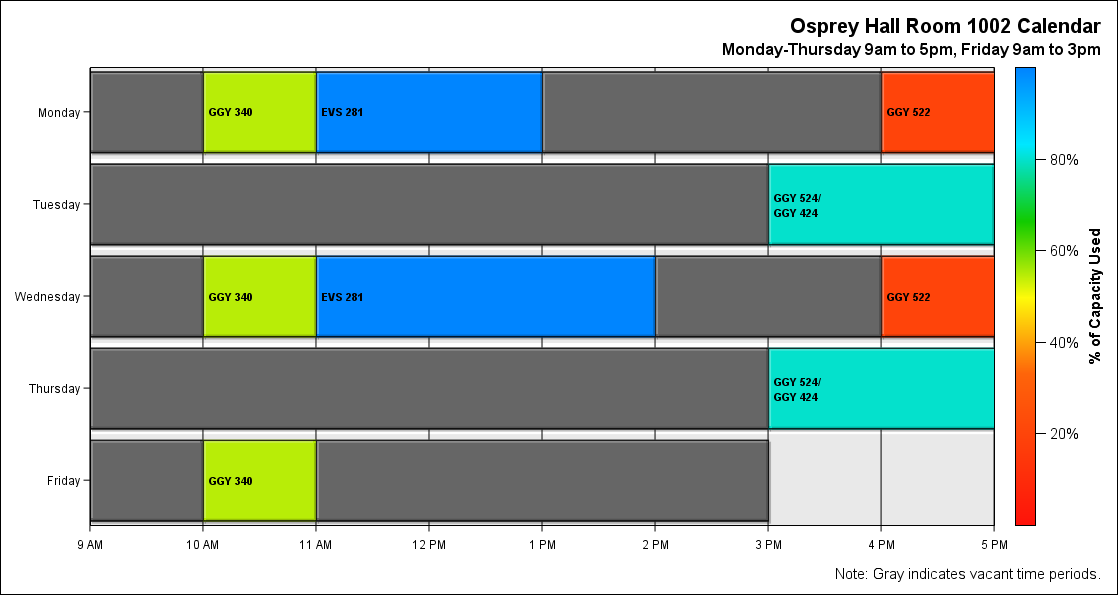 Osprey Hall Room 1002 Calendar
Monday-Thursday 9am to 5pm, Friday 9am to 3pm
Monday
GGY 340
EVS 281
GGY 522
Tuesday
GGY 524/
GGY 424
Wednesday
GGY 340
EVS 281
GGY 522
Thursday
GGY 524/
GGY 424
Friday
GGY 340
9 AM
10 AM
11 AM
12 PM
1 PM
2 PM
3 PM
4 PM
5 PM
80%
60%
40%
20%
% of Capacity Used
Note: Gray indicates vacant time periods.